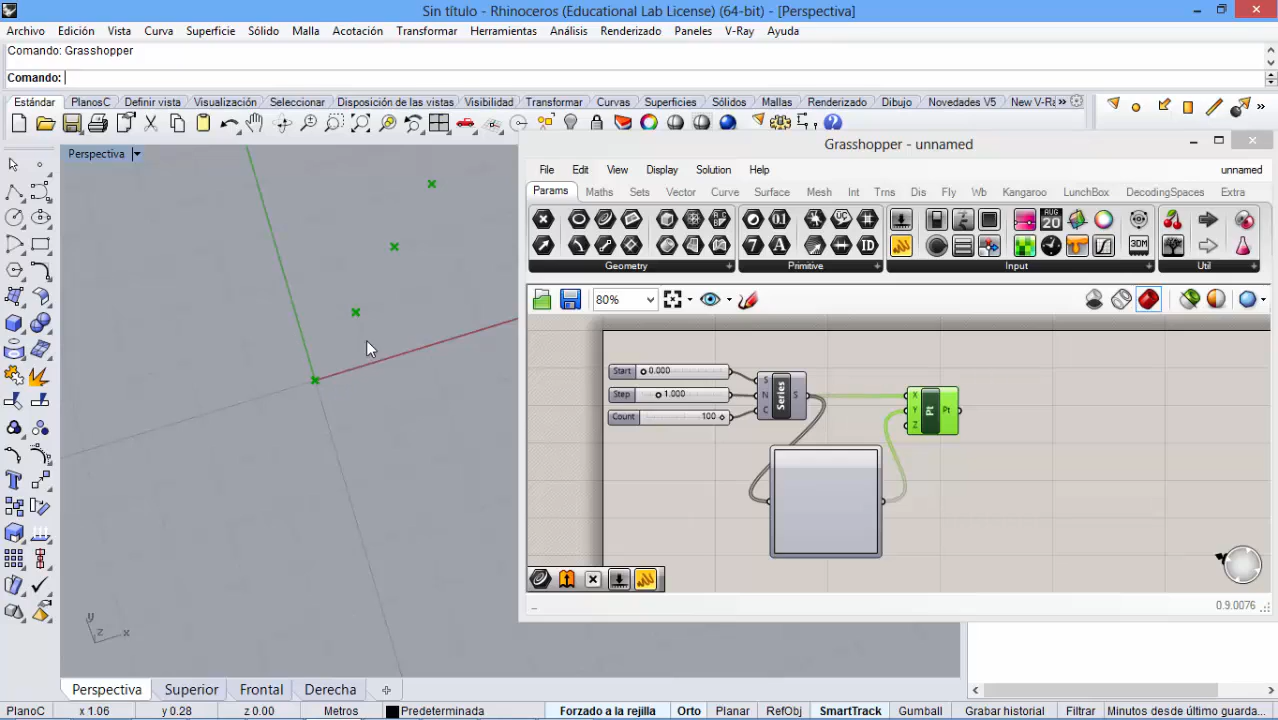 Sin título - Rhinoceros (Educational Lab License) (64-bit) - [Perspectiva]
Archivo Edición Vista Curva Superficie Sólido Malla Acotación Transformar Herramientas Análisis Renderizado Paneles V-Ray Ayuda
Comando: Grasshopper
Comando:
Estándar PlanosC Definir vista Visualización Seleccionar Disposición de las vistas Visibilidad Transformar Curvas Superficies Sólidos Mallas Renderizado Dibujo Novedades V5 New V-Ra »
Perspectiva
Grasshopper - unnamed
File Edit View Display Solution Help unnamed
Params Maths Sets Vector Curve Surface Mesh Int Trns Dis Fly Wb Kangaroo LunchBox DecodingSpaces Extra
AUG
20
ID
3DM
Geometry Primitive Input Util
80%
Start 0.000
Step 1.000
Count 100
S
N
C
Series
S
X
Y
Z
Pt
Pt
0.9.0076
y
z x
Perspectiva Superior Frontal Derecha
PlanoC x 1.06 y 0.28 z 0.00 Metros Predeterminada Forzado a la rejilla Orto Planar RefObj SmartTrack Gumball Grabar historial Filtrar Minutos desde último guarda...